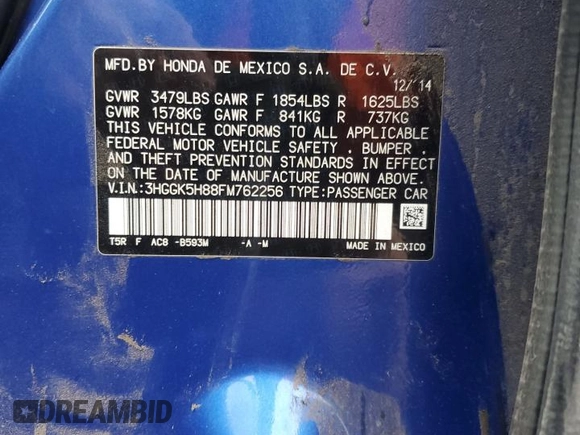 MFD.BY HONDA DE MEXICO S.A. DE C.V.
12/14
GVWR 3479LBS GAWR F 1854LBS R 1625LBS
GVWR 1578KG GAWR F 841KG R 737KG
THIS VEHICLE CONFORMS TO ALL APPLICABLE
FEDERAL MOTOR VEHICLE SAFETY , BUMPER ,
AND THEFT PREVENTION STANDARDS IN EFFECT
ON THE DATE OF MANUFACTURE SHOWN ABOVE.
V.I.N.:3HGGK5H88FM762256 TYPE:PASSENGER CAR
T5R F AC8 -B593M -A -M MADE IN MEXICO
DREAMBID